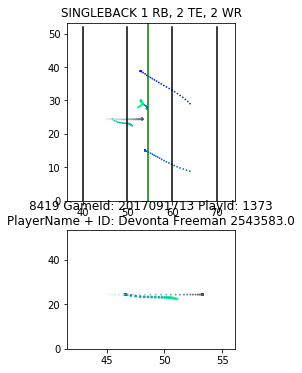 SINGLEBACK 1 RB, 2 TE, 2 WR
50
40
30
20
10
0
40 50 60 70
8419 GameId: 2017091713 PlayId: 1373
PlayerName + ID: Devonta Freeman 2543583.0
40
20
0
45 50 55